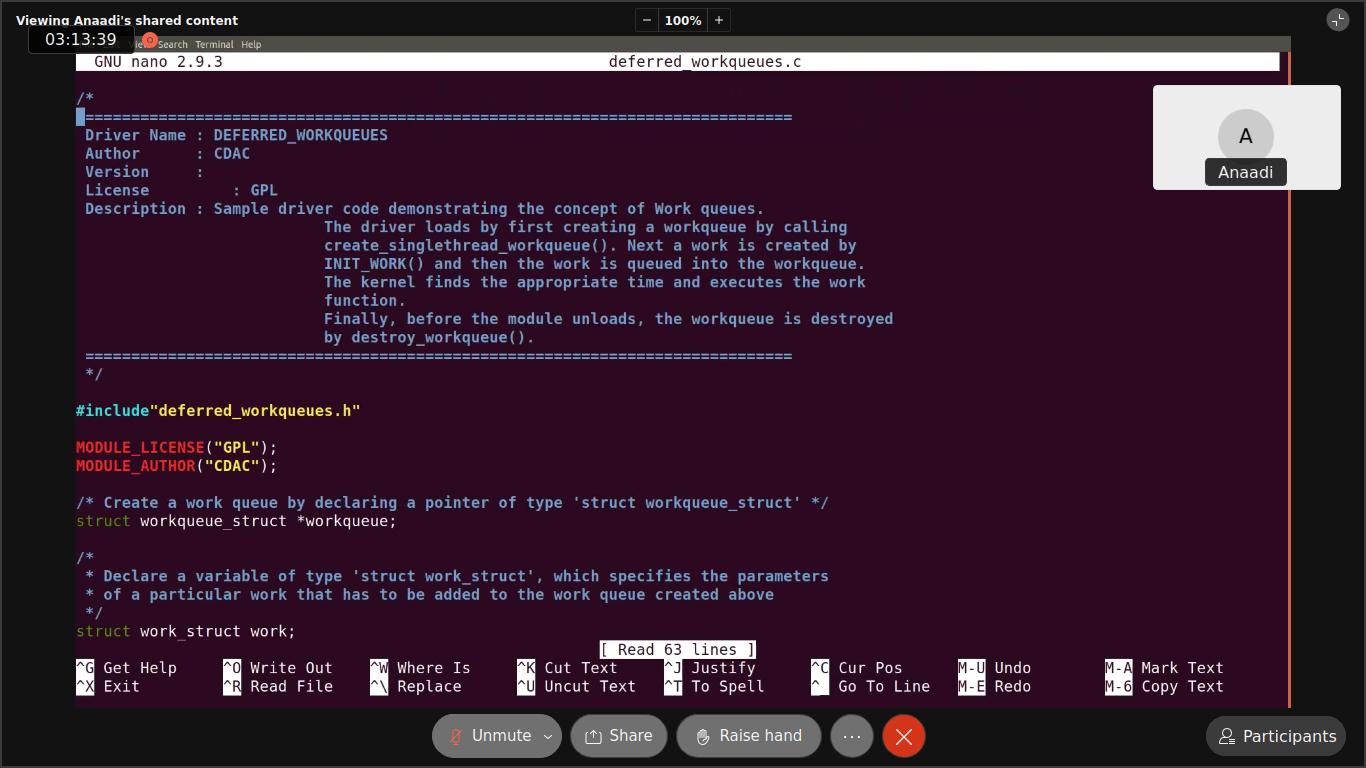 Viewing Anaadi's shared content
− 100% +
03:13:39
View Search Terminal Help
GNU nano 2.9.3 deferred_workqueues.c
/*
========================================================================
Driver Name : DEFERRED_WORKQUEUES
Author : CDAC
Version :
License : GPL
Description : Sample driver code demonstrating the concept of Work queues.
The driver loads by first creating a workqueue by calling
create_singlethread_workqueue(). Next a work is created by
INIT_WORK() and then the work is queued into the workqueue.
The kernel finds the appropriate time and executes the work
function.
Finally, before the module unloads, the workqueue is destroyed
by destroy_workqueue().
========================================================================
*/
#include"deferred_workqueues.h"
MODULE_LICENSE("GPL");
MODULE_AUTHOR("CDAC");
/* Create a work queue by declaring a pointer of type 'struct workqueue_struct' */
struct workqueue_struct *workqueue;
/*
* Declare a variable of type 'struct work_struct', which specifies the parameters
* of a particular work that has to be added to the work queue created above
*/
struct work_struct work;
[ Read 63 lines ]
^G Get Help ^O Write Out ^W Where Is ^K Cut Text ^J Justify ^C Cur Pos M-U Undo M-A Mark Text
^X Exit ^R Read File ^\ Replace ^U Uncut Text ^T To Spell ^_ Go To Line M-E Redo M-6 Copy Text
A
Anaadi
Unmute Share Raise hand ... Participants